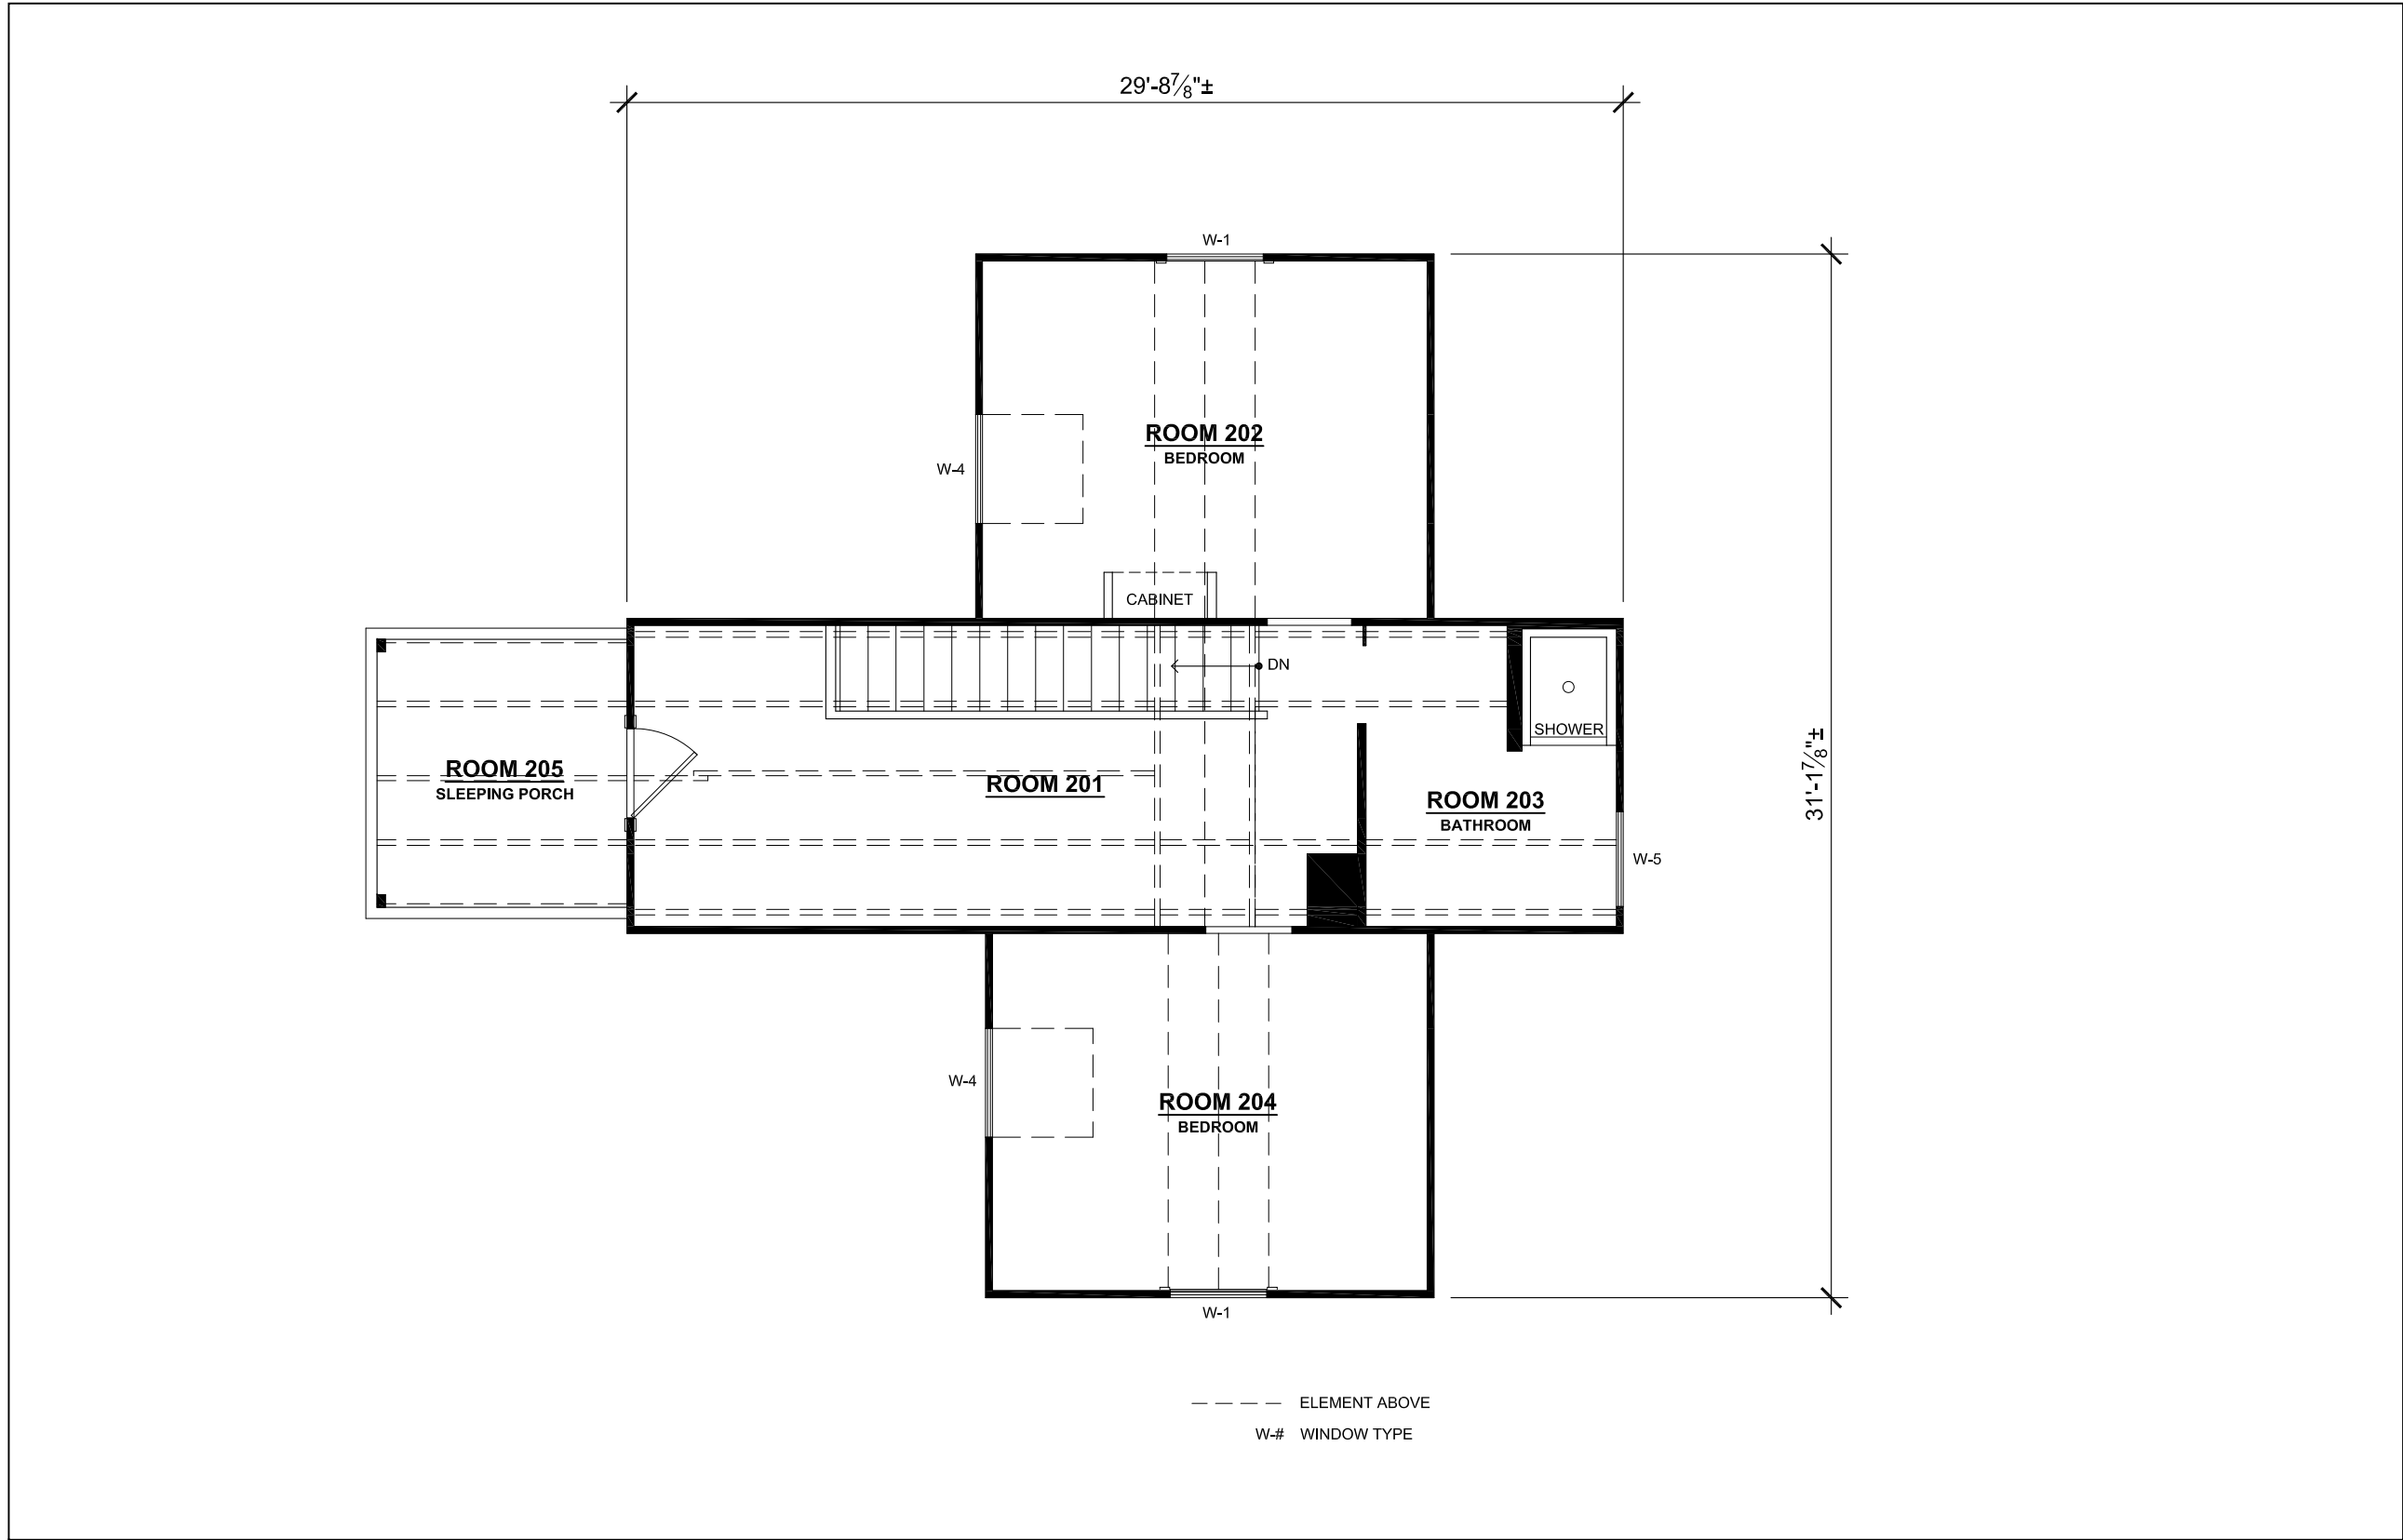 29'-8⅞"±
W-1
ROOM 202
BEDROOM
W-4
CABINET
DN
SHOWER
31'-1⅞"±
ROOM 205
SLEEPING PORCH
ROOM 201
ROOM 203
BATHROOM
W-5
W-4
ROOM 204
BEDROOM
W-1
ELEMENT ABOVE
W-# WINDOW TYPE